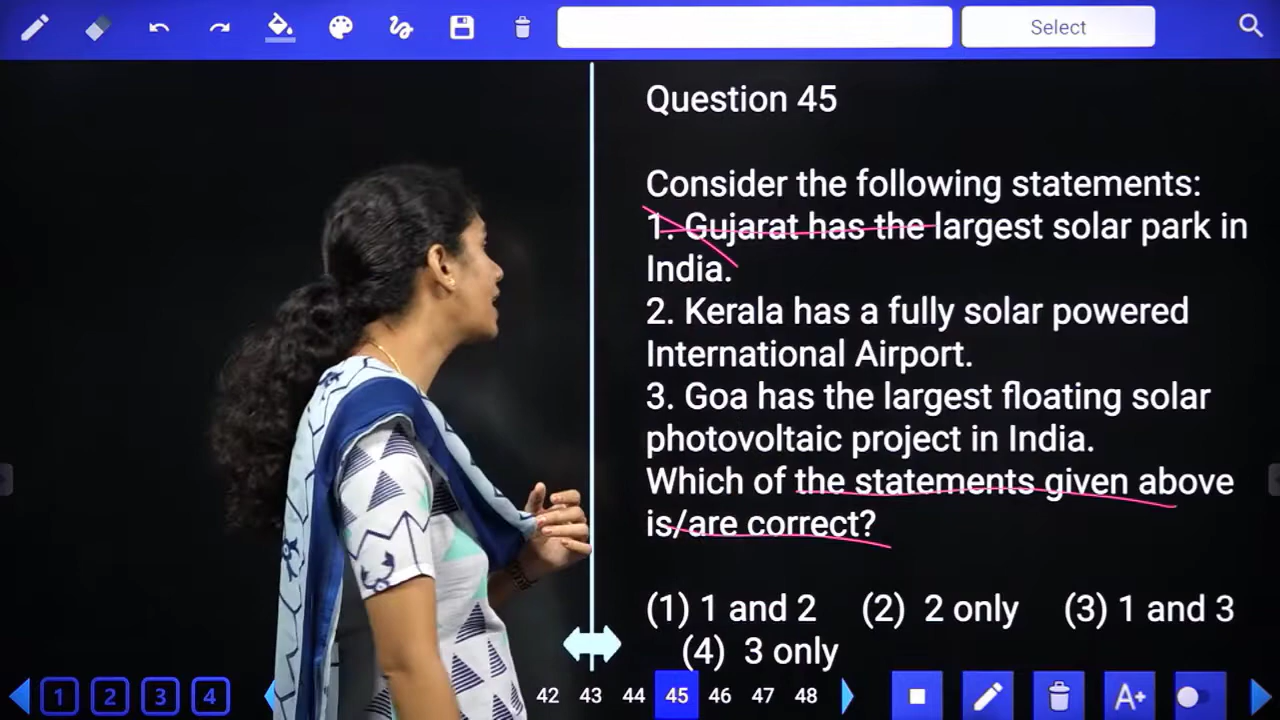 Select
Question 45
Consider the following statements:
1. Gujarat has the largest solar park in
India.
2. Kerala has a fully solar powered
International Airport.
3. Goa has the largest floating solar
photovoltaic project in India.
Which of the statements given above
is/are correct?
(1) 1 and 2 (2) 2 only (3) 1 and 3
(4) 3 only
1 2 3 4 42 43 44 45 46 47 48 A+